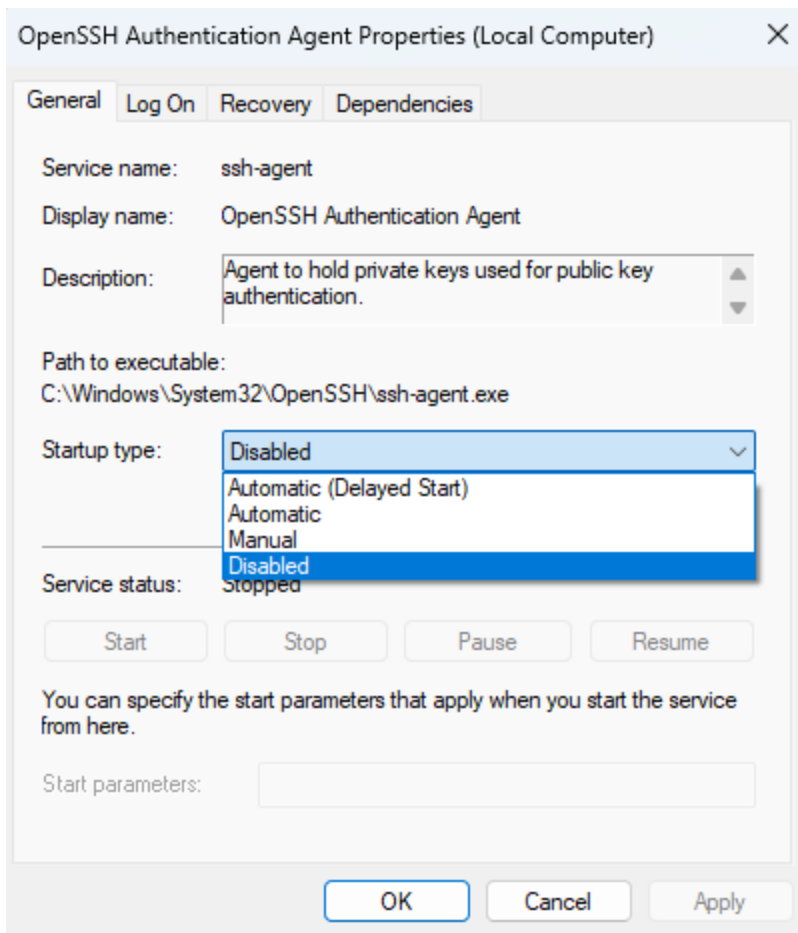 OpenSSH Authentication Agent Properties (Local Computer)
General Log On Recovery Dependencies
Service name: ssh-agent
Display name: OpenSSH Authentication Agent
Description: Agent to hold private keys used for public key
authentication.
Path to executable:
C:\Windows\System32\OpenSSH\ssh-agent.exe
Startup type: Disabled
Automatic (Delayed Start)
Automatic
Manual
Disabled
Service status: Stopped
Start Stop Pause Resume
You can specify the start parameters that apply when you start the service
from here.
Start parameters:
OK Cancel Apply